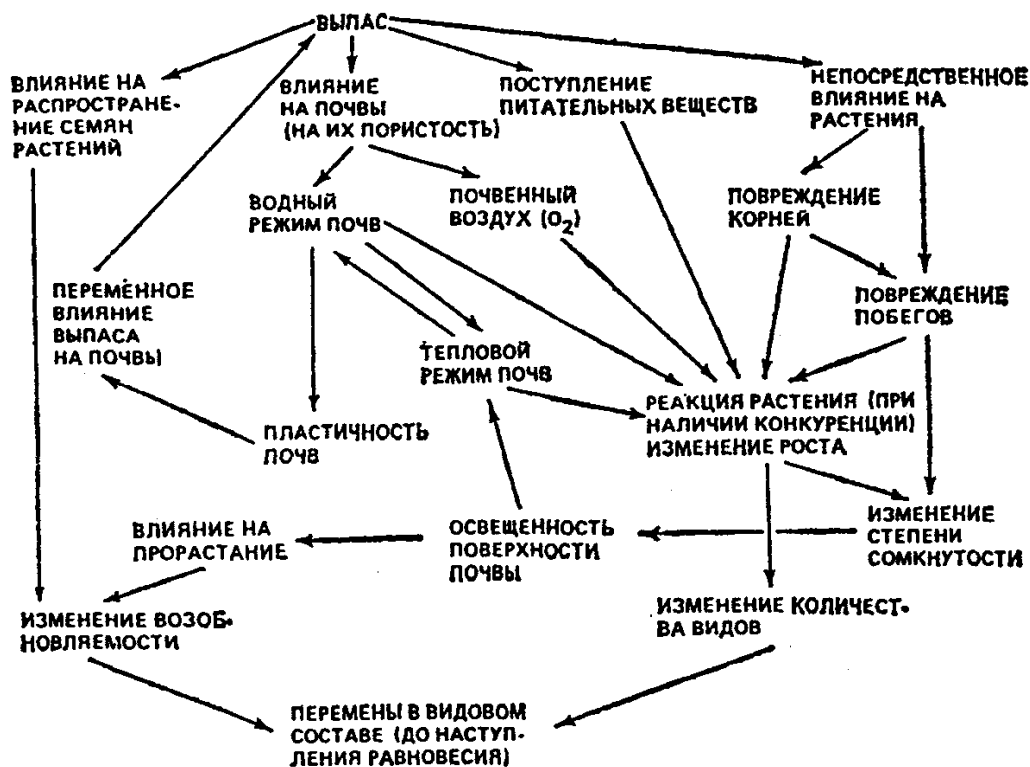 ВЫПАС
ВЛИЯНИЕ НА
РАСПРОСТРАНЕ-
НИЕ СЕМЯН
РАСТЕНИЙ
ВЛИЯНИЕ
НА ПОЧВЫ
(НА ИХ ПОРИСТОСТЬ)
ПОСТУПЛЕНИЕ
ПИТАТЕЛЬНЫХ ВЕЩЕСТВ
НЕПОСРЕДСТВЕННОЕ
ВЛИЯНИЕ НА
РАСТЕНИЯ
ВОДНЫЙ
РЕЖИМ ПОЧВ
ПОЧВЕННЫЙ
ВОЗДУХ (O₂)
ПОВРЕЖДЕНИЕ
КОРНЕЙ
ПЕРЕМЕННОЕ
ВЛИЯНИЕ
ВЫПАСА
НА ПОЧВЫ
ПОВРЕЖДЕНИЕ
ПОБЕГОВ
ТЕПЛОВОЙ
РЕЖИМ ПОЧВ
РЕАКЦИЯ РАСТЕНИЯ (ПРИ
НАЛИЧИИ КОНКУРЕНЦИИ)
ИЗМЕНЕНИЕ РОСТА
ПЛАСТИЧНОСТЬ
ПОЧВ
ВЛИЯНИЕ НА
ПРОРАСТАНИЕ
ОСВЕЩЕННОСТЬ
ПОВЕРХНОСТИ
ПОЧВЫ
ИЗМЕНЕНИЕ
СТЕПЕНИ
СОМКНУТОСТИ
ИЗМЕНЕНИЕ ВОЗОБ-
НОВЛЯЕМОСТИ
ИЗМЕНЕНИЕ КОЛИЧЕСТ-
ВА ВИДОВ
ПЕРЕМЕНЫ В ВИДОВОМ
СОСТАВЕ (ДО НАСТУП-
ЛЕНИЯ РАВНОВЕСИЯ)